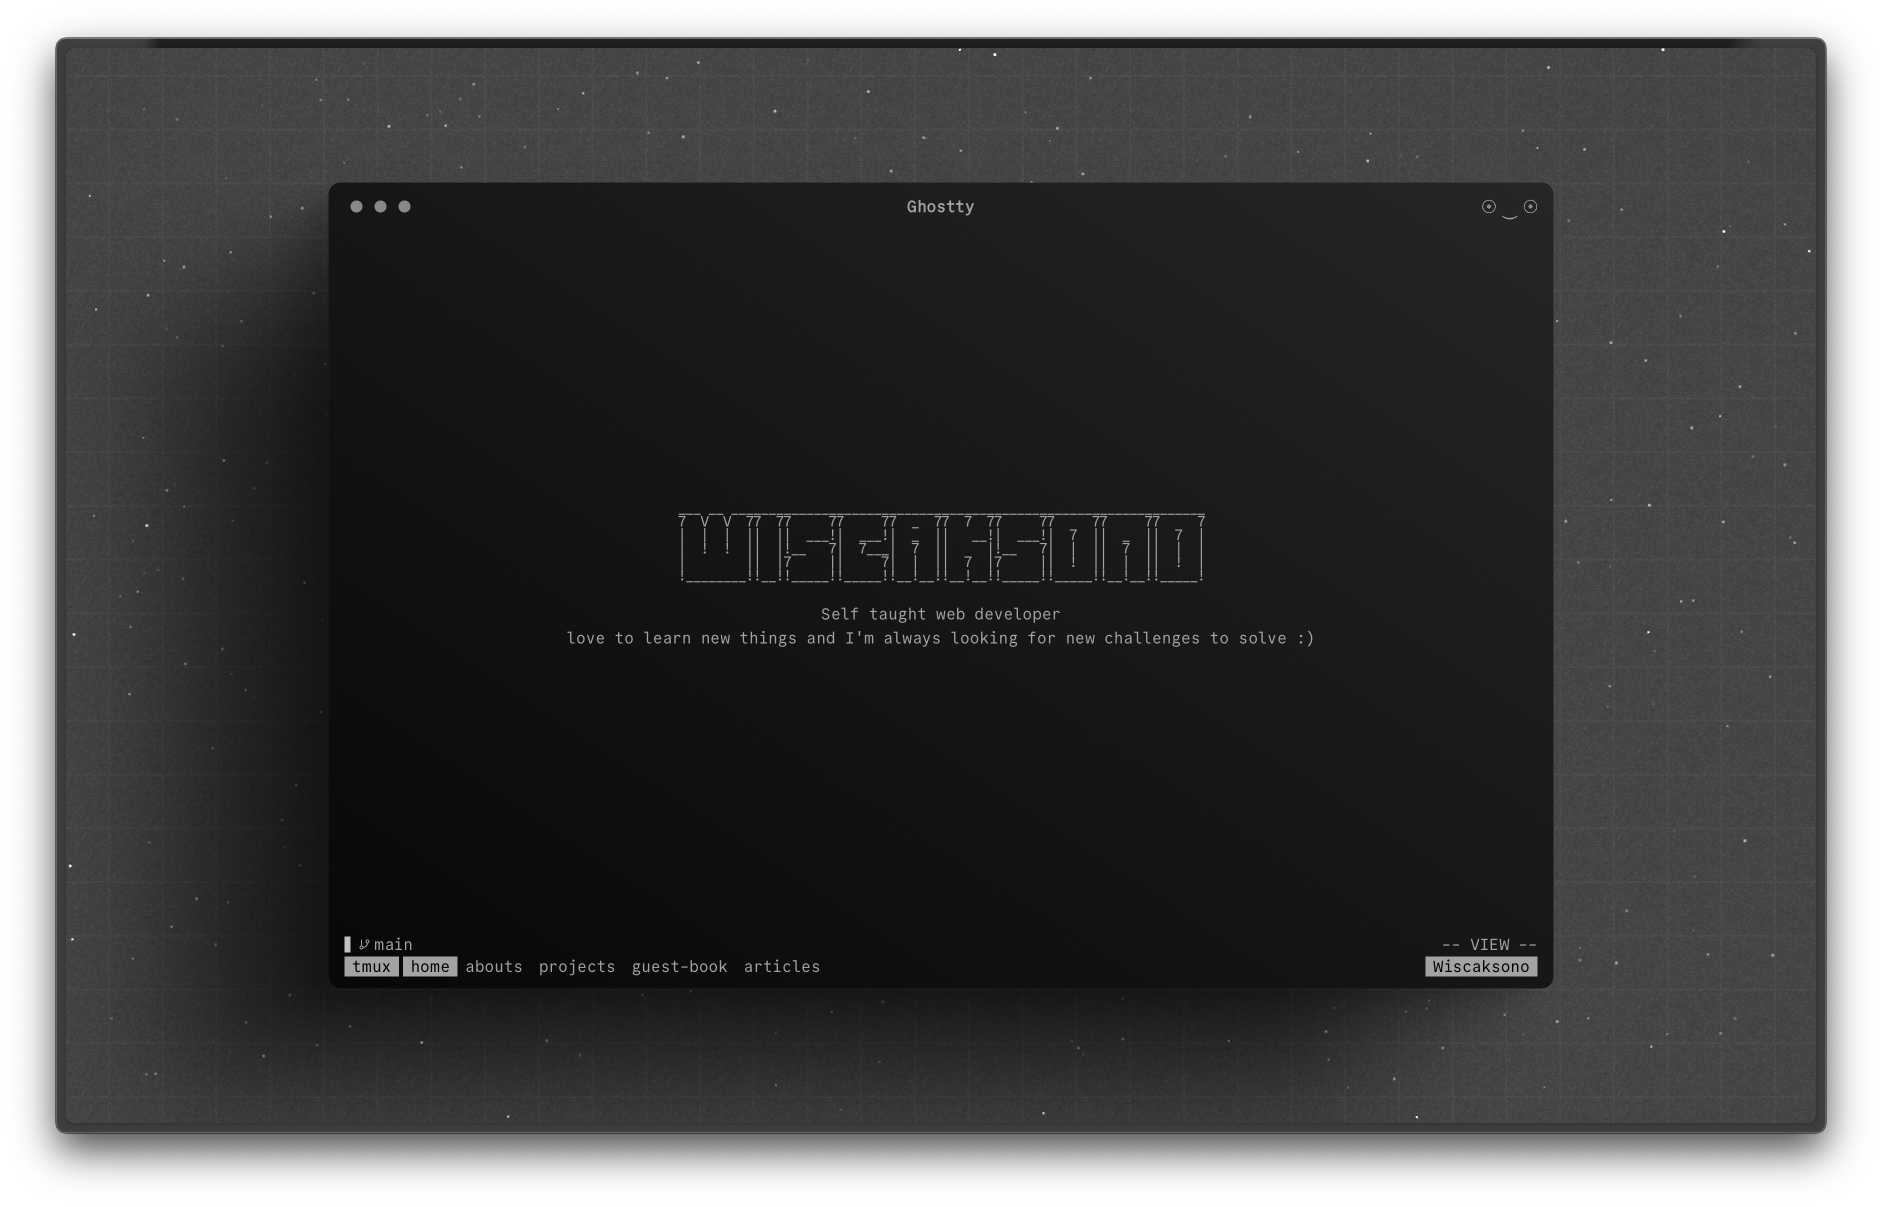 Ghostty
WISCAKSONO
Self taught web developer
love to learn new things and I'm always looking for new challenges to solve :)
main
-- VIEW --
tmux home abouts projects guest-book articles
Wiscaksono